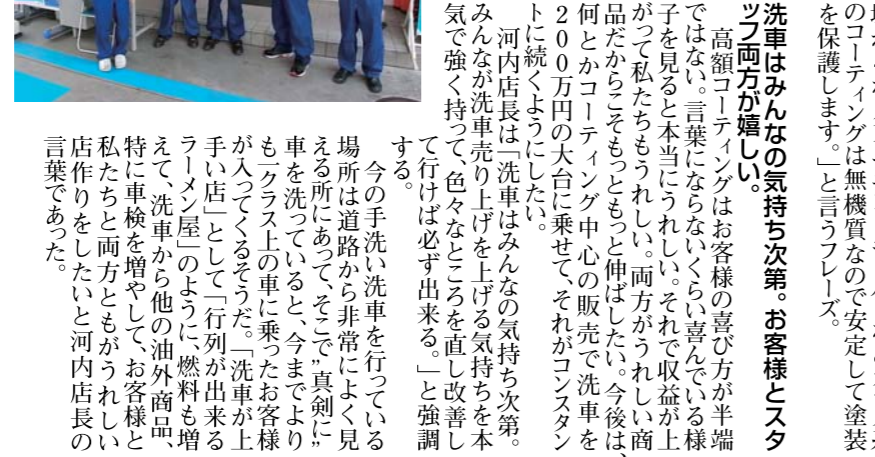 のコーティングは無機質なので安定して塗装
を保護します。」と言うフレーズ。
洗車はみんなの気持ち次第。お客様とスタ
ッフ両方が嬉しい。
高額コーティングはお客様の喜び方が半端
ではない。言葉にならないくらい喜んでいる様
子を見ると本当にうれしい。それで収益が上
がって私たちもうれしい。両方がうれしい商
品だからこそもっともっと伸ばしたい。今後は、
何とかコーティング中心の販売で洗車を
200万円の大台に乗せて、それがコンスタン
トに続くようにしたい。
河内店長は「洗車はみんなの気持ち次第。
みんなが洗車売り上げを上げる気持ちを本
気で強く持って、色々なところを直し改善し
て行けば必ず出来る。」と強調
する。
今の手洗い洗車を行っている
場所は道路から非常によく見
える所にあって、そこで”真剣に”
車を洗っていると、今までより
も一クラス上の車に乗ったお客様
が入ってくるそうだ。「洗車が上
手い店」として「行列が出来る
ラーメン屋」のように、燃料も増
えて、洗車から他の油外商品、
特に車検を増やして、お客様と
私たちと両方ともがうれしい
店作りをしたいと河内店長の
言葉であった。